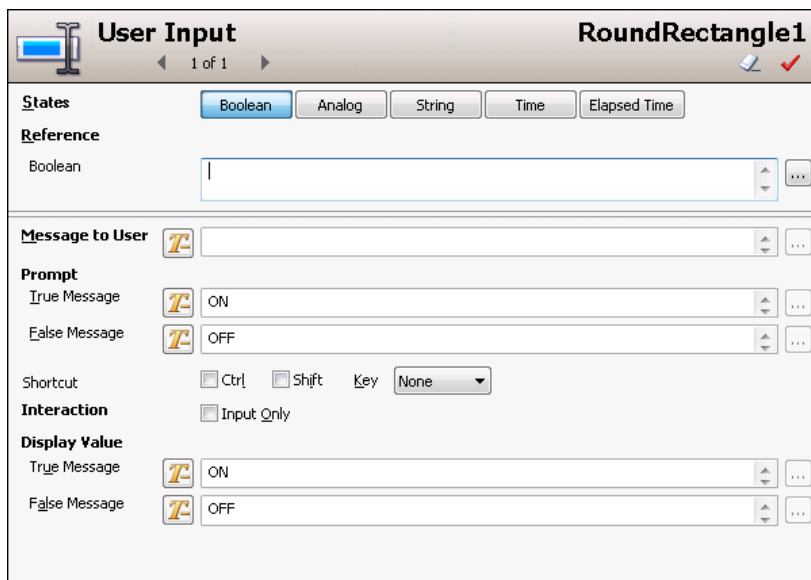 User Input
RoundRectangle1
1 of 1
States
Boolean
Analog
String
Time
Elapsed Time
Reference
Boolean
...
Message to User
T
...
Prompt
True Message
T
ON
...
False Message
T
OFF
...
Shortcut
Ctrl
Shift
Key
None
Interaction
Input Only
Display Value
True Message
T
ON
...
False Message
T
OFF
...